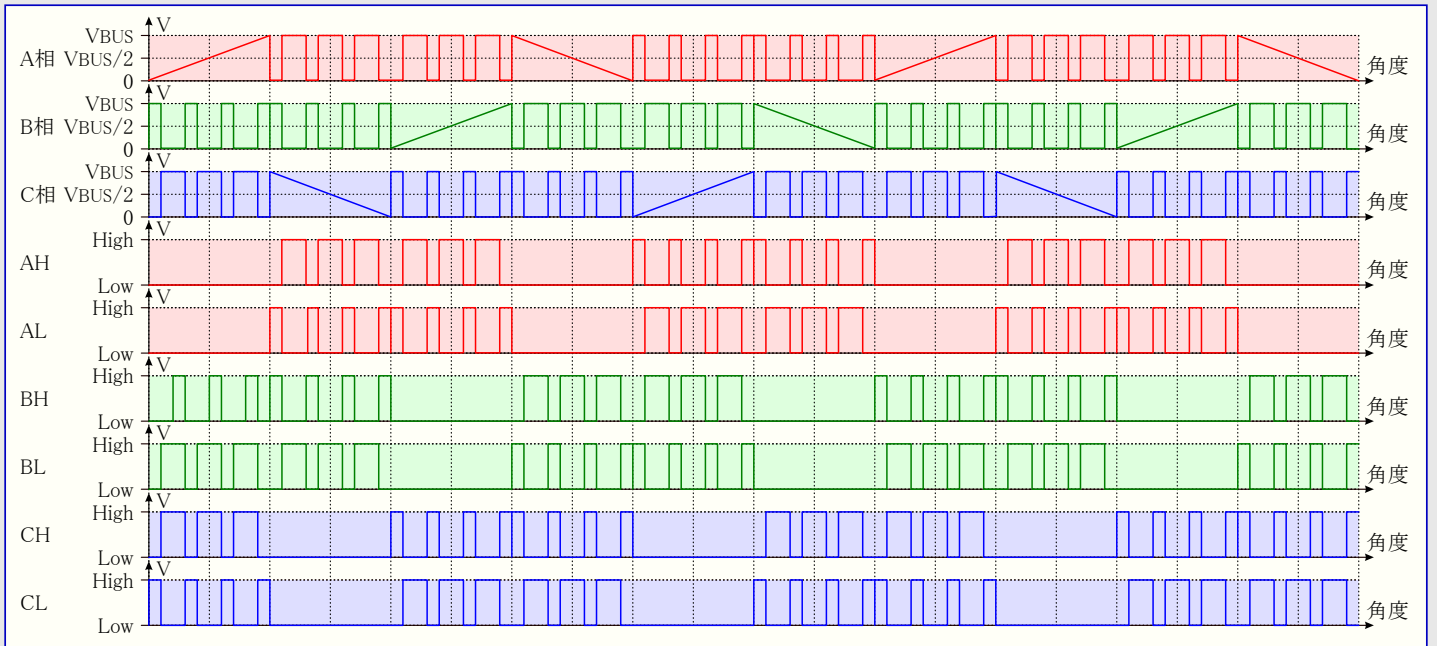 V
VBUS
A相 VBUS/2
0
角度
V
VBUS
B相 VBUS/2
0
角度
V
VBUS
C相 VBUS/2
0
角度
V
High
AH
Low
角度
V
High
AL
Low
角度
V
High
BH
Low
角度
V
High
BL
Low
角度
V
High
CH
Low
角度
V
High
CL
Low
角度